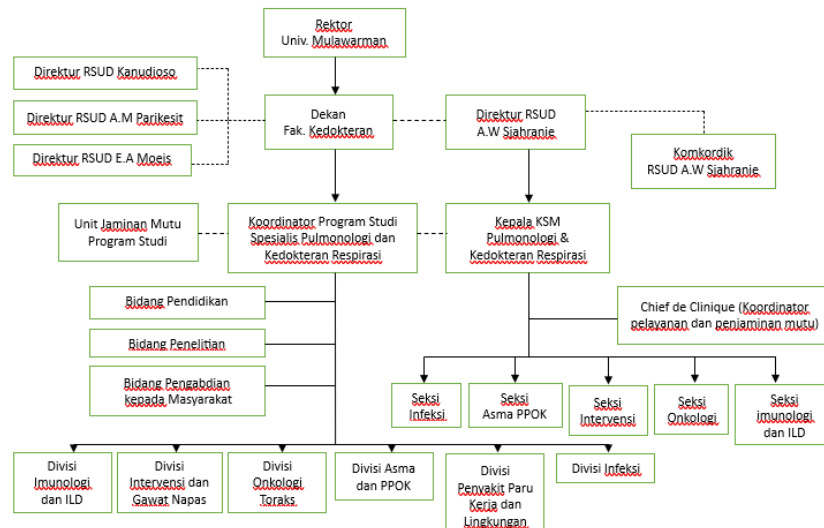 Rektor
Univ. Mulawarman
Direktur RSUD Kanudjoso
Direktur RSUD A.M Parikesit
Direktur RSUD E.A Moeis
Dekan
Fak. Kedokteran
Direktur RSUD
A.W Sjahranie
Komkordik
RSUD A.W Sjahranie
Unit Jaminan Mutu
Program Studi
Koordinator Program Studi
Spesialis Pulmonologi dan
Kedokteran Respirasi
Kepala KSM
Pulmonologi &
Kedokteran Respirasi
Bidang Pendidikan
Bidang Penelitian
Bidang Pengabdian
kepada Masyarakat
Chief de Clinique (Koordinator
pelayanan dan penjaminan mutu)
Seksi
Infeksi
Seksi
Asma PPOK
Seksi
Intervensi
Seksi
Onkologi
Seksi
imunologi
dan ILD
Divisi
Imunologi
dan ILD
Divisi
Intervensi dan
Gawat Napas
Divisi
Onkologi
Toraks
Divisi Asma
dan PPOK
Divisi
Penyakit Paru
Kerja dan
Lingkungan
Divisi Infeksi